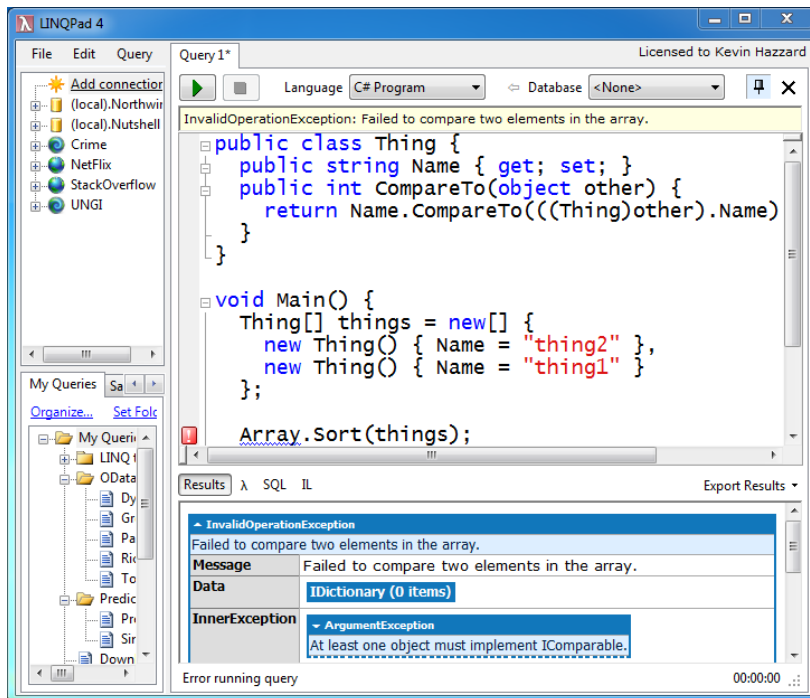 LINQPad 4
File Edit Query
Query 1*
Licensed to Kevin Hazzard
Add connection
(local).Northwin
(local).Nutshell
Crime
NetFlix
StackOverflow
UNGI
Language C# Program
Database <None>
InvalidOperationException: Failed to compare two elements in the array.
public class Thing {
public string Name { get; set; }
public int CompareTo(object other) {
return Name.CompareTo(((Thing)other).Name)
}
}
void Main() {
Thing[] things = new[] {
new Thing() { Name = "thing2" },
new Thing() { Name = "thing1" }
};
Array.Sort(things);
My Queries Sa
Organize... Set Fold
My Queri
LINQ t
OData
Dy
Gr
Pa
Ric
To
Predic
Pr
Sir
Down
Results λ SQL IL
Export Results
InvalidOperationException
Failed to compare two elements in the array.
Message Failed to compare two elements in the array.
Data IDictionary (0 items)
InnerException ArgumentException
At least one object must implement IComparable.
Error running query
00:00:00